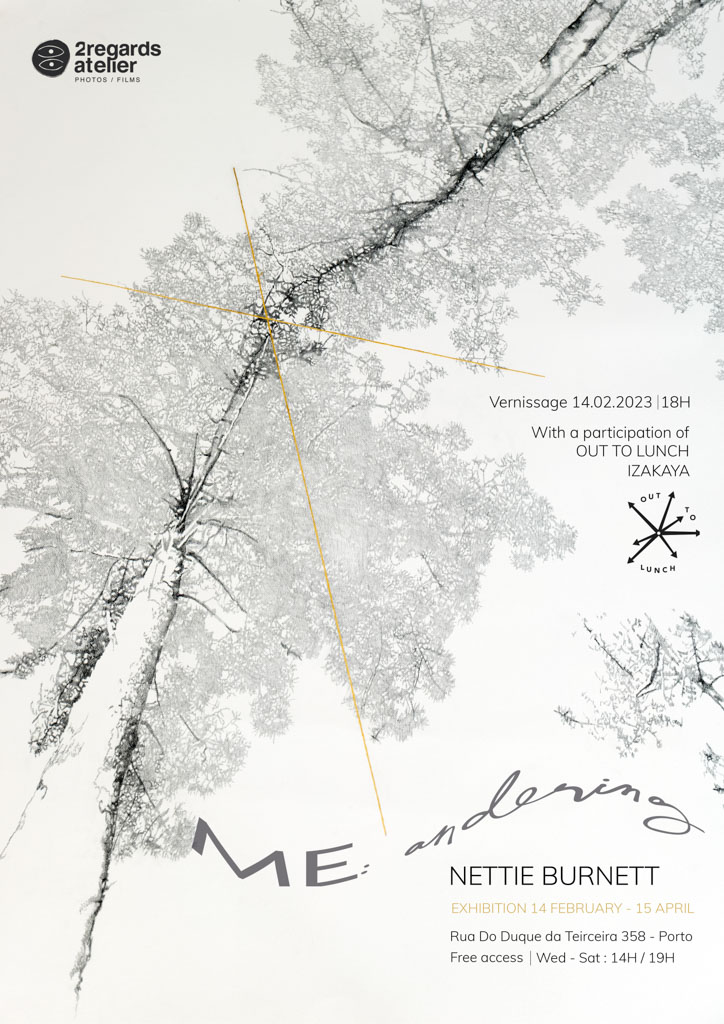 2regards
atelier
PHOTOS / FILMS
Vernissage 14.02.2023 | 18H
With a participation of
OUT TO LUNCH
IZAKAYA
OUT TO
LUNCH
ME: andering
NETTIE BURNETT
EXHIBITION 14 FEBRUARY - 15 APRIL
Rua Do Duque da Teirceira 358 - Porto
Free access | Wed - Sat : 14H / 19H